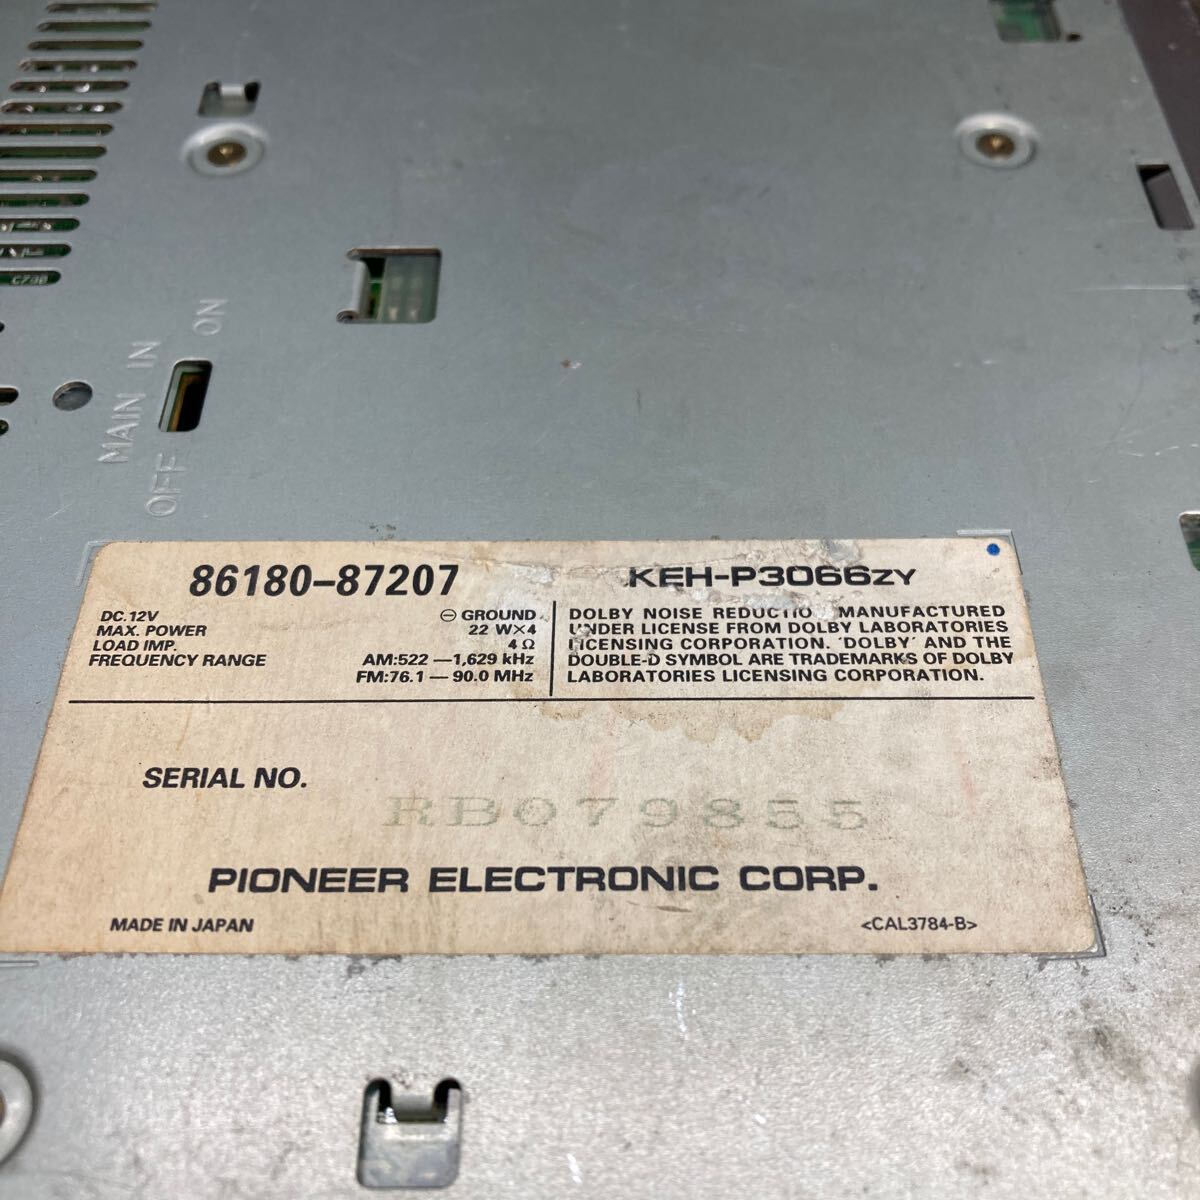 C730
ON
MAIN IN
OFF
86180-87207
KEH-P3066ZY
DC.12V ⊖ GROUND
MAX. POWER 22 W×4
LOAD IMP. 4 Ω
FREQUENCY RANGE AM:522 — 1,629 kHz
FM:76.1 — 90.0 MHz
DOLBY NOISE REDUCTIO MANUFACTURED
UNDER LICENSE FROM DOLBY LABORATORIES
LICENSING CORPORATION. 'DOLBY' AND THE
DOUBLE-D SYMBOL ARE TRADEMARKS OF DOLBY
LABORATORIES LICENSING CORPORATION.
SERIAL NO.
RB079855
PIONEER ELECTRONIC CORP.
MADE IN JAPAN
<CAL3784-B>